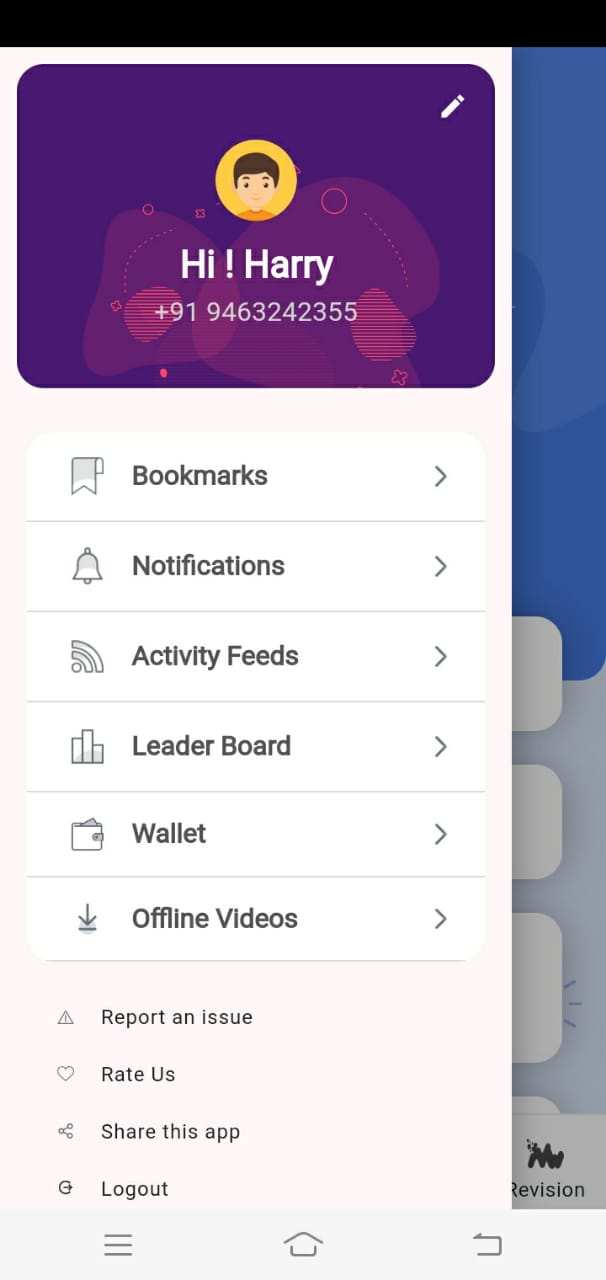 Hi ! Harry
+91 9463242355
Bookmarks
Notifications
Activity Feeds
Leader Board
Wallet
Offline Videos
Report an issue
Rate Us
Share this app
Logout
Revision